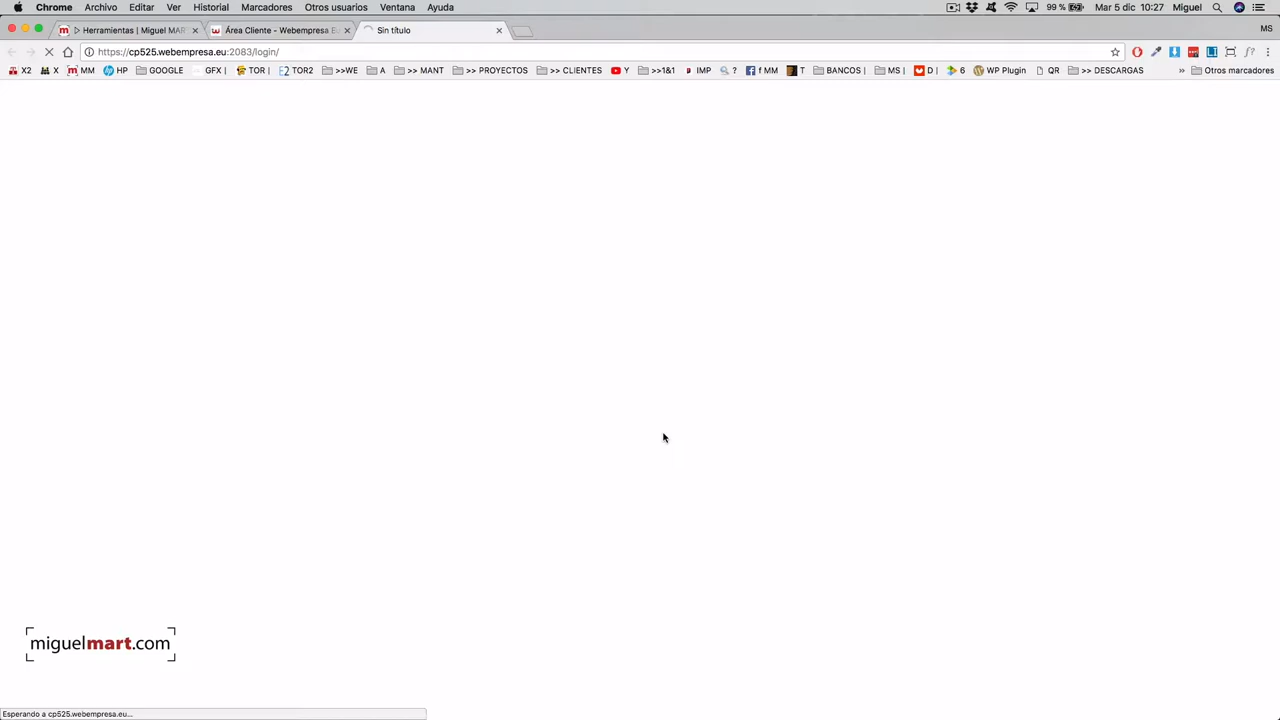 Chrome Archivo Editar Ver Historial Marcadores Otros usuarios Ventana Ayuda 99 % Mar 5 dic 10:27 Miguel
Herramientas | Miguel MAR Área Cliente - Webempresa Eu Sin título MS
https://cp525.webempresa.eu:2083/login/
X2 X MM HP GOOGLE GFX | TOR | TOR2 >>WE A >> MANT >> PROYECTOS >> CLIENTES Y >>1&1 IMP ? f MM T BANCOS | MS | D | 6 WP Plugin QR >> DESCARGAS » Otros marcadores
miguelmart.com
Esperando a cp525.webempresa.eu...